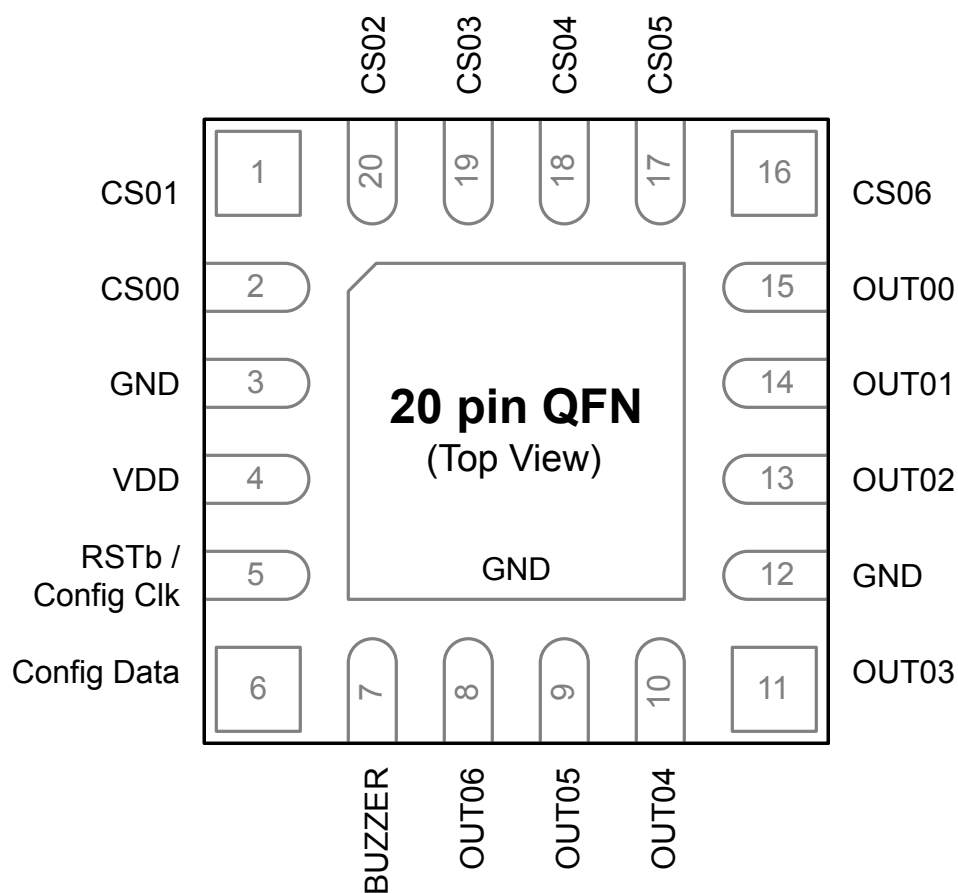 CS02
CS03
CS04
CS05
1
20
19
18
17
16
CS01
CS06
CS00
2
15
OUT00
GND
3
14
OUT01
20 pin QFN
(Top View)
VDD
4
13
OUT02
RSTb /
Config Clk
5
GND
12
GND
Config Data
6
7
8
9
10
11
OUT03
BUZZER
OUT06
OUT05
OUT04